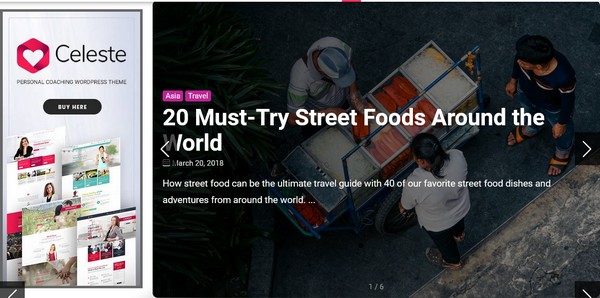 Celeste
PERSONAL COACHING WORDPRESS THEME
BUY HERE
Asia Travel
20 Must-Try Street Foods Around the
World
March 20, 2018
How street food can be the ultimate travel guide with 40 of our favorite street food dishes and
adventures from around the world. ...
1 / 6